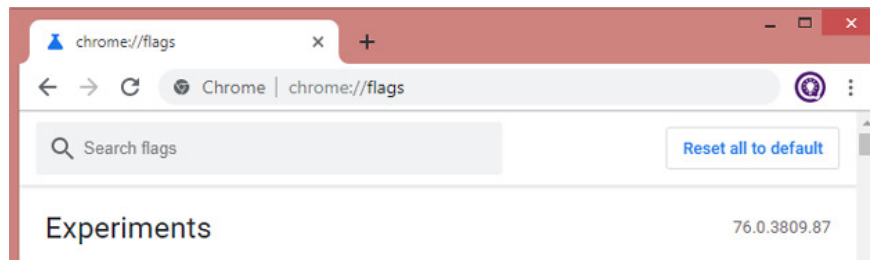 chrome://flags
Chrome | chrome://flags
Search flags
Reset all to default
Experiments
76.0.3809.87